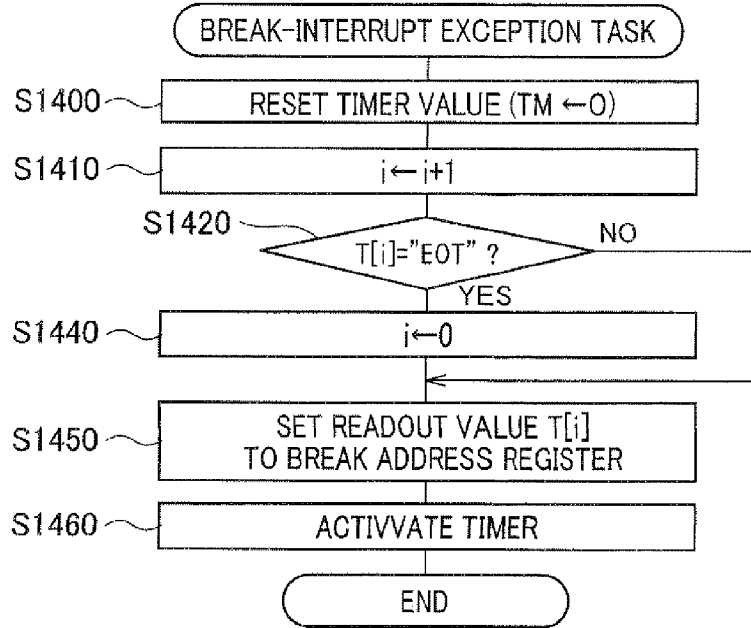 BREAK-INTERRUPT EXCEPTION TASK
S1400
RESET TIMER VALUE (TM ←0)
S1410
i← i+1
S1420
T[i]="EOT" ?
NO
YES
S1440
i←0
S1450
SET READOUT VALUE T[i]
TO BREAK ADDRESS REGISTER
S1460
ACTIVVATE TIMER
END